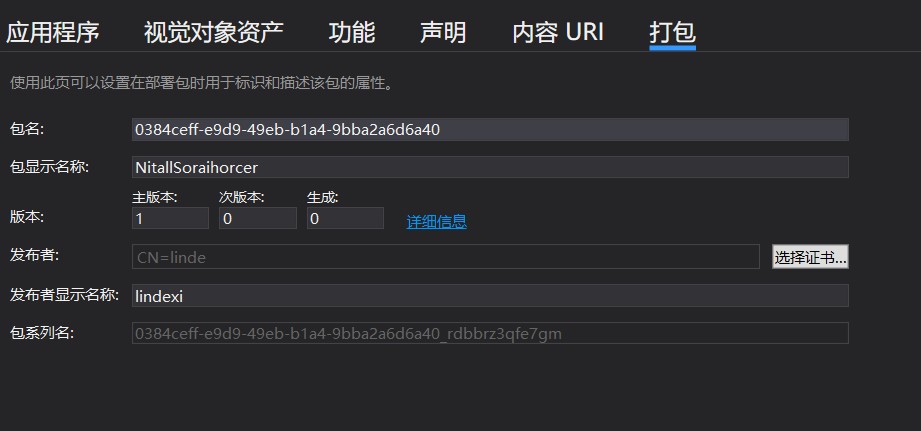 应用程序 视觉对象资产 功能 声明 内容 URI 打包
使用此页可以设置在部署包时用于标识和描述该包的属性。
包名: 0384ceff-e9d9-49eb-b1a4-9bba2a6d6a40
包显示名称: NitallSoraihorcer
主版本: 次版本: 生成:
版本: 1 0 0 详细信息
发布者: CN=linde 选择证书...
发布者显示名称: lindexi
包系列名: 0384ceff-e9d9-49eb-b1a4-9bba2a6d6a40_rdbbrz3qfe7gm